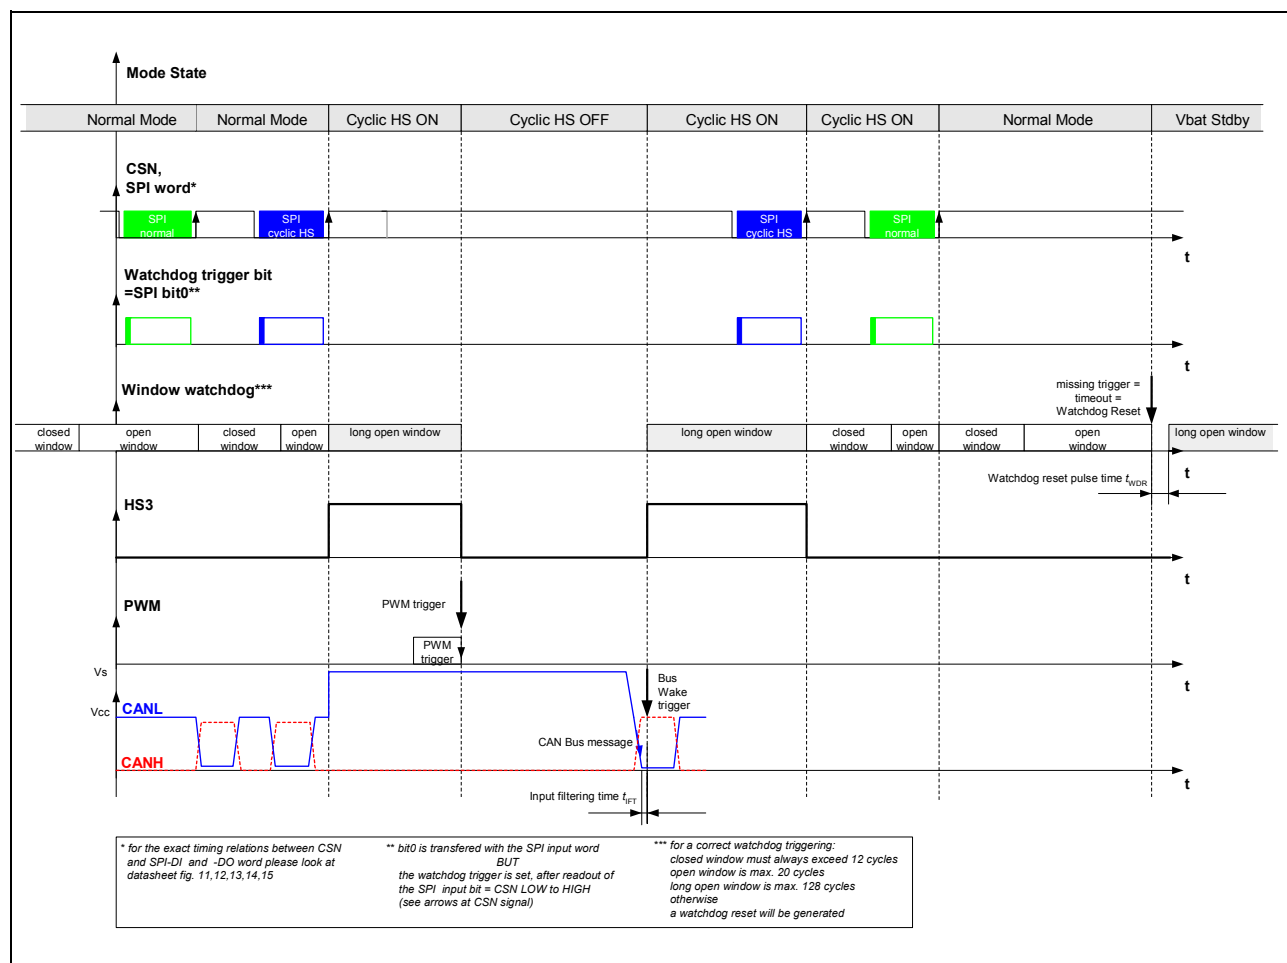 Mode State
Normal Mode Normal Mode Cyclic HS ON Cyclic HS OFF Cyclic HS ON Cyclic HS ON Normal Mode Vbat Stdby
CSN,
SPI word*
SPI normal
SPI cyclic HS
SPI cyclic HS
SPI normal
t
Watchdog trigger bit
=SPI bit0**
t
Window watchdog***
missing trigger =
timeout =
Watchdog Reset
closed window
open window
closed window
open window
long open window
long open window
closed window
open window
closed window
open window
long open window
t
Watchdog reset pulse time tWDR
HS3
t
PWM
PWM trigger
PWM
trigger
t
Vs
Vcc
CANL
Bus
Wake
trigger
CAN Bus message
CANH
t
Input filtering time tIFT
* for the exact timing relations between CSN
and SPI-DI and -DO word please look at
datasheet fig. 11,12,13,14,15
** bit0 is transfered with the SPI input word
BUT
the watchdog trigger is set, after readout of
the SPI input bit = CSN LOW to HIGH
(see arrows at CSN signal)
*** for a correct watchdog triggering:
closed window must always exceed 12 cycles
open window is max. 20 cycles
long open window is max. 128 cycles
otherwise
a watchdog reset will be generated